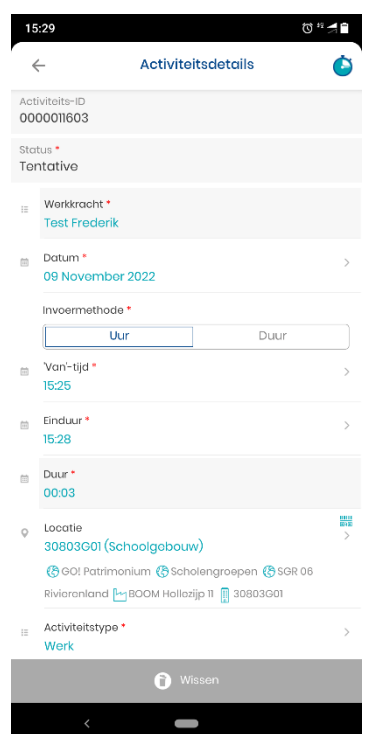 15:29
Activiteitsdetails
Activiteits-ID
0000011603
Status *
Tentative
Werkkracht *
Test Frederik
Datum *
09 November 2022
Invoermethode *
Uur Duur
'Van'-tijd *
15:25
Einduur *
15:28
Duur *
00:03
Locatie
30803G01 (Schoolgebouw)
GO! Patrimonium Scholengroepen SGR 06
Rivierenland BOOM Hollezijp 11 30803G01
Activiteitstype *
Werk
Wissen